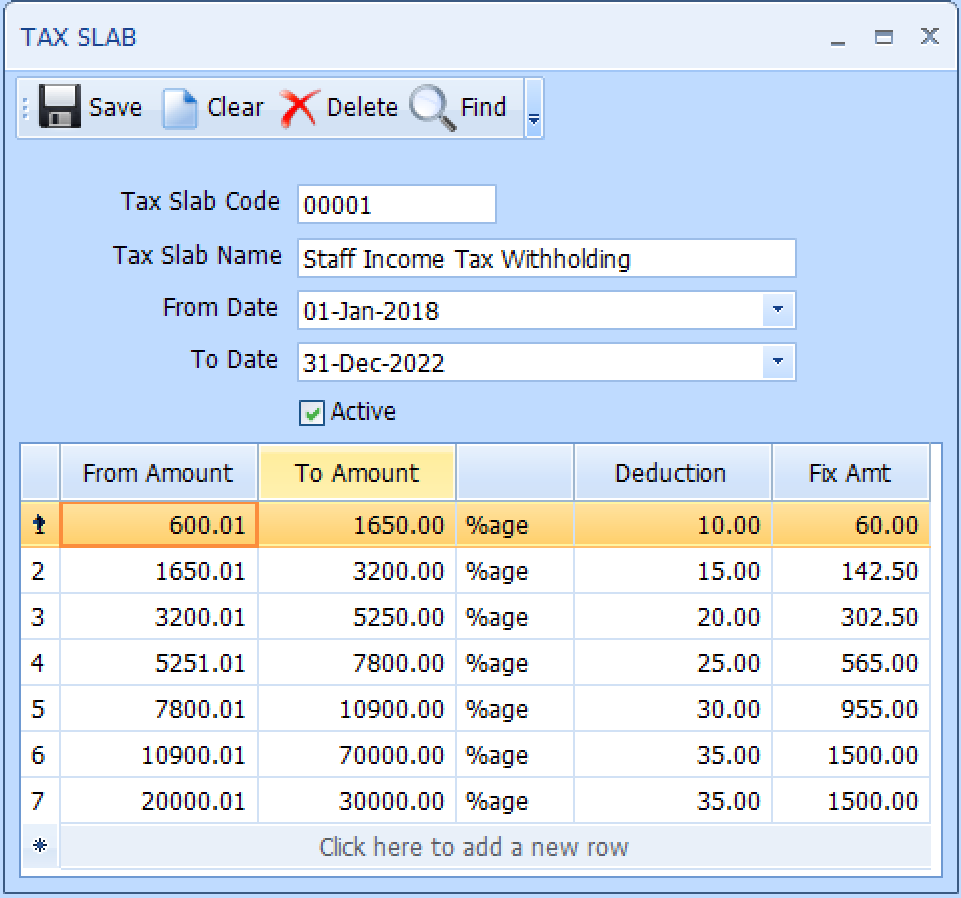 TAX SLAB
Save Clear Delete Find
Tax Slab Code 00001
Tax Slab Name Staff Income Tax Withholding
From Date 01-Jan-2018
To Date 31-Dec-2022
Active
From Amount To Amount Deduction Fix Amt
1 600.01 1650.00 %age 10.00 60.00
2 1650.01 3200.00 %age 15.00 142.50
3 3200.01 5250.00 %age 20.00 302.50
4 5251.01 7800.00 %age 25.00 565.00
5 7800.01 10900.00 %age 30.00 955.00
6 10900.01 70000.00 %age 35.00 1500.00
7 20000.01 30000.00 %age 35.00 1500.00
* Click here to add a new row